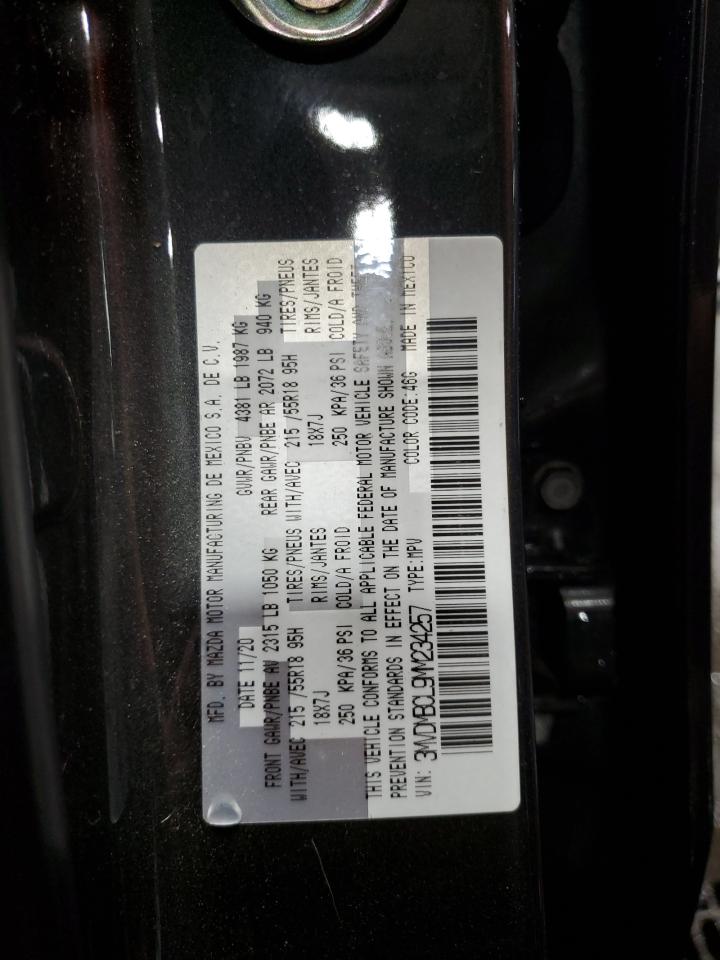 MFD. BY MAZDA MOTOR MANUFACTURING DE MEXICO S.A. DE C.V.
DATE 11/20 GVWR/PNBV 4381 LB 1987 KG
FRONT GAWR/PNBE AV 2315 LB 1050 KG REAR GAWR/PNBE AR 2072 LB 940 KG
WITH/AVEC 215 /55R18 95H TIRES/PNEUS WITH/AVEC 215 /55R18 95H TIRES/PNEUS
18X7J RIMS/JANTES 18X7J RIMS/JANTES
250 KPA/36 PSI COLD/A FROID 250 KPA/36 PSI COLD/A FROID
THIS VEHICLE CONFORMS TO ALL APPLICABLE FEDERAL MOTOR VEHICLE SAFETY AND THEFT
PREVENTION STANDARDS IN EFFECT ON THE DATE OF MANUFACTURE SHOWN
VIN: 3MVDMBCL9MM234257 TYPE:MPV COLOR CODE:46G MADE IN MEXICO